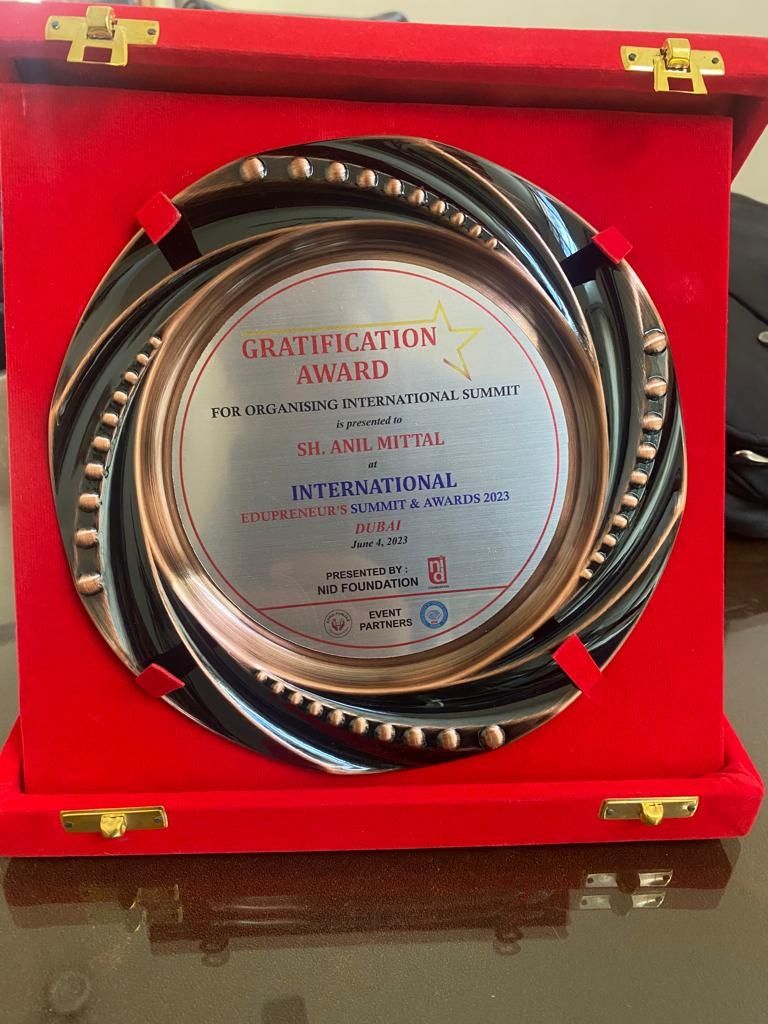 GRATIFICATION
AWARD
FOR ORGANISING INTERNATIONAL SUMMIT
is presented to
SH. ANIL MITTAL
at
INTERNATIONAL
EDUPRENEUR'S SUMMIT & AWARDS 2023
DUBAI
June 4, 2023
PRESENTED BY :
NID FOUNDATION
nid
EVENT
PARTNERS